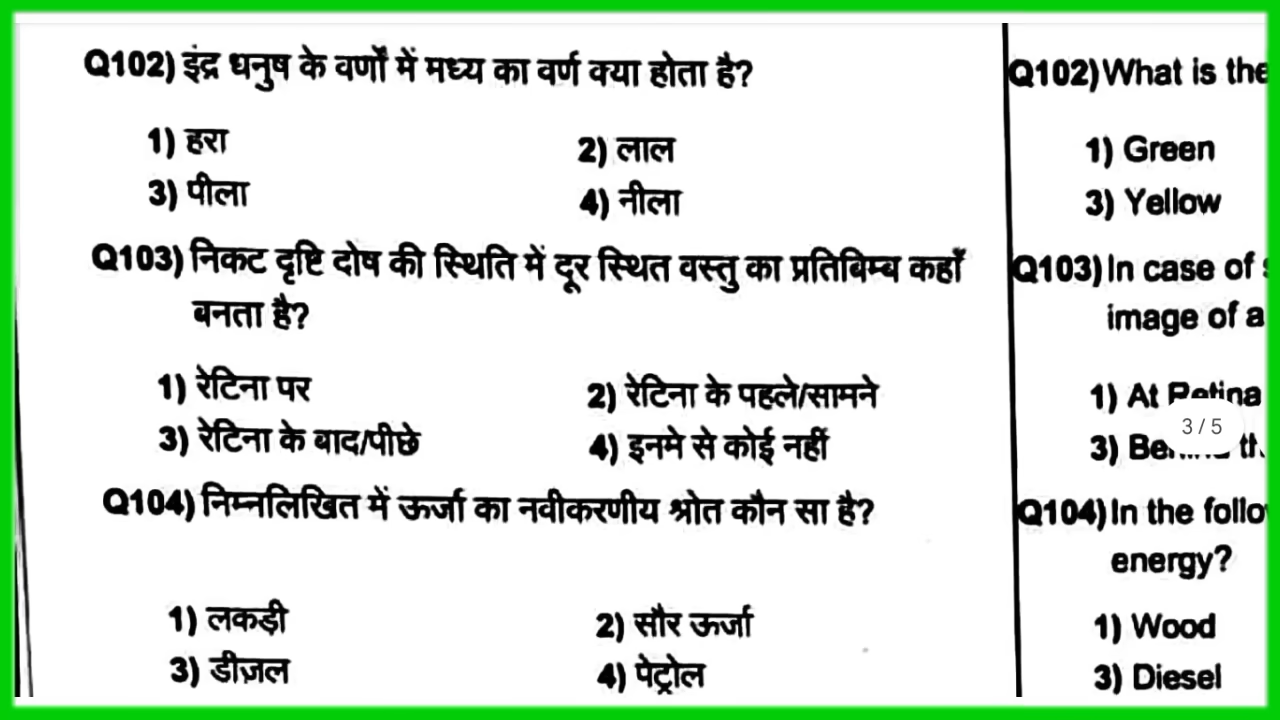 Q102) इंद्र धनुष के वर्णों में मध्य का वर्ण क्या होता है?
1) हरा
2) लाल
3) पीला
4) नीला
Q103) निकट दृष्टि दोष की स्थिति में दूर स्थित वस्तु का प्रतिबिम्ब कहाँ
बनता है?
1) रेटिना पर
2) रेटिना के पहले/सामने
3) रेटिना के बाद/पीछे
4) इनमे से कोई नहीं
Q104) निम्नलिखित में ऊर्जा का नवीकरणीय श्रोत कौन सा है?
1) लकड़ी
2) सौर ऊर्जा
3) डीज़ल
4) पेट्रोल
Q102) What is the
1) Green
3) Yellow
Q103) In case of
image of a
1) At Retina
3 / 5
3)
Q104) In the
energy?
1) Wood
3) Diesel